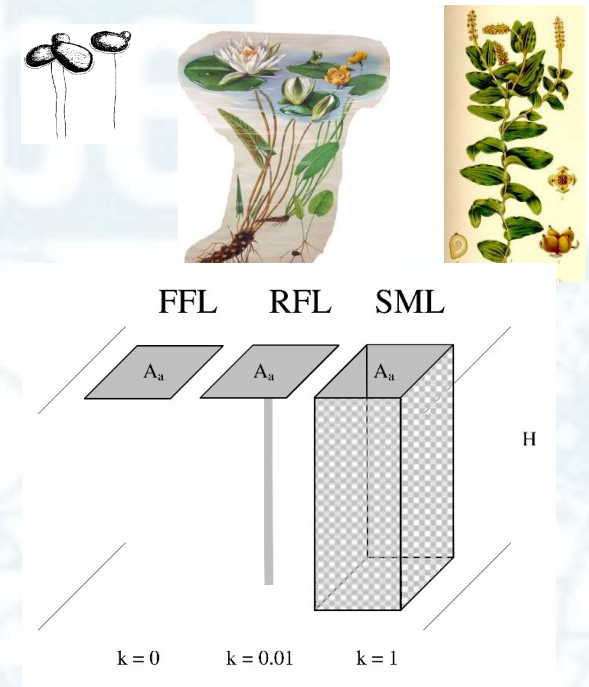 FFL RFL SML
Aa Aa Aa
H
k = 0 k = 0.01 k = 1